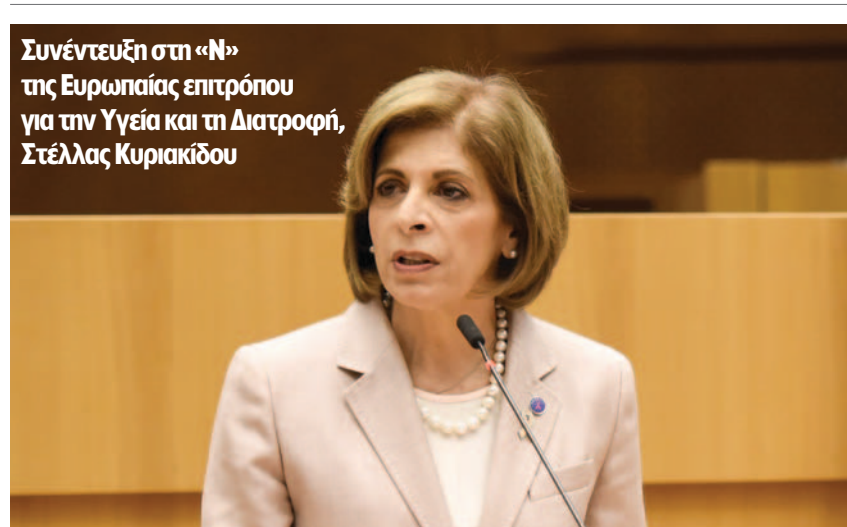 Συνέντευξη στη «Ν»
της Ευρωπαίας επιτρόπου
για την Υγεία και τη Διατροφή,
Στέλλας Κυριακίδου